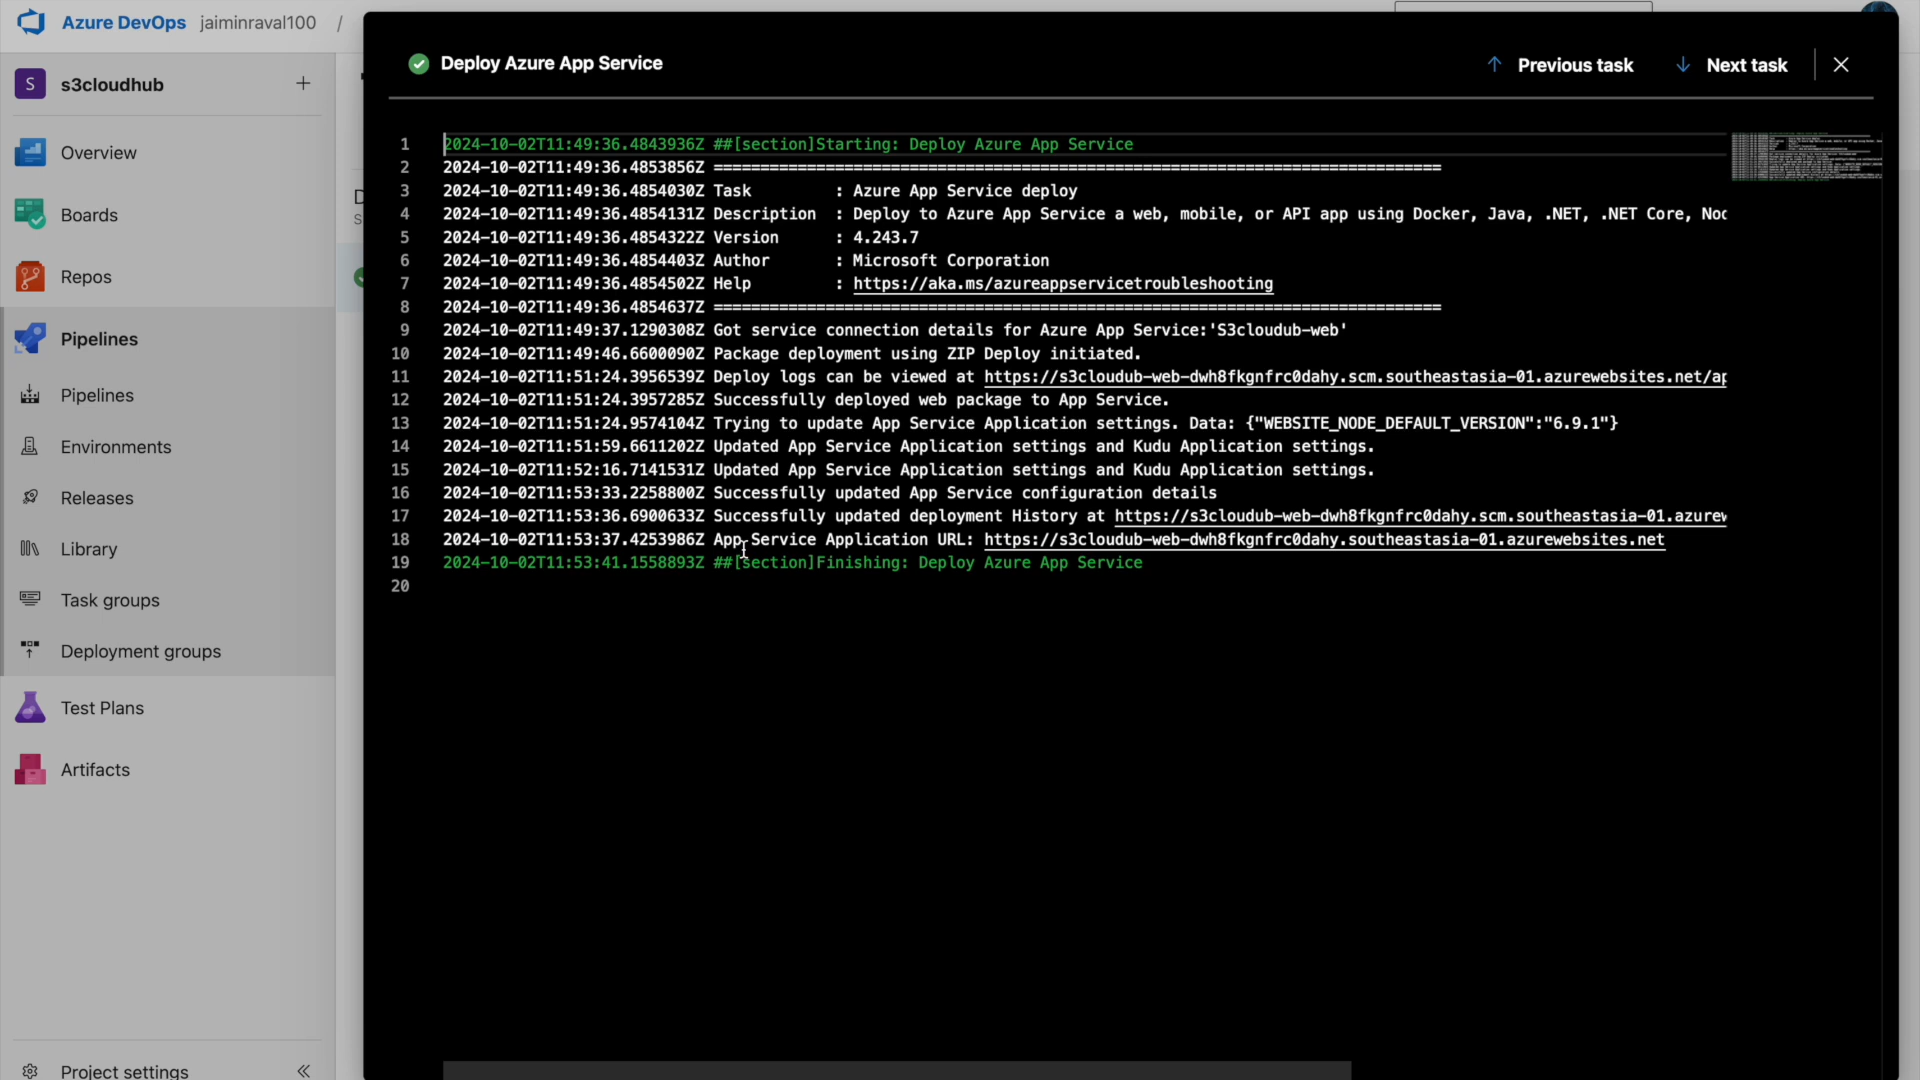 Azure DevOps jaiminraval100 /
S s3cloudhub +
Overview
Boards
Repos
Pipelines
Pipelines
Environments
Releases
Library
Task groups
Deployment groups
Test Plans
Artifacts
Project settings
Deploy Azure App Service
Previous task
Next task
1 2024-10-02T11:49:36.4843936Z ##[section]Starting: Deploy Azure App Service
2 2024-10-02T11:49:36.4853856Z ==============================================================================
3 2024-10-02T11:49:36.4854030Z Task : Azure App Service deploy
4 2024-10-02T11:49:36.4854131Z Description : Deploy to Azure App Service a web, mobile, or API app using Docker, Java, .NET, .NET Core, Noc
5 2024-10-02T11:49:36.4854322Z Version : 4.243.7
6 2024-10-02T11:49:36.4854403Z Author : Microsoft Corporation
7 2024-10-02T11:49:36.4854502Z Help : https://aka.ms/azureappservicetroubleshooting
8 2024-10-02T11:49:36.4854637Z ==============================================================================
9 2024-10-02T11:49:37.1290308Z Got service connection details for Azure App Service:'S3cloudub-web'
10 2024-10-02T11:49:46.6600090Z Package deployment using ZIP Deploy initiated.
11 2024-10-02T11:51:24.3956539Z Deploy logs can be viewed at https://s3cloudub-web-dwh8fkgnfrc0dahy.scm.southeastasia-01.azurewebsites.net/ap
12 2024-10-02T11:51:24.3957285Z Successfully deployed web package to App Service.
13 2024-10-02T11:51:24.9574104Z Trying to update App Service Application settings. Data: {"WEBSITE_NODE_DEFAULT_VERSION":"6.9.1"}
14 2024-10-02T11:51:59.6611202Z Updated App Service Application settings and Kudu Application settings.
15 2024-10-02T11:52:16.7141531Z Updated App Service Application settings and Kudu Application settings.
16 2024-10-02T11:53:33.2258800Z Successfully updated App Service configuration details
17 2024-10-02T11:53:36.6900633Z Successfully updated deployment History at https://s3cloudub-web-dwh8fkgnfrc0dahy.scm.southeastasia-01.azurew
18 2024-10-02T11:53:37.4253986Z App Service Application URL: https://s3cloudub-web-dwh8fkgnfrc0dahy.southeastasia-01.azurewebsites.net
19 2024-10-02T11:53:41.1558893Z ##[section]Finishing: Deploy Azure App Service
20